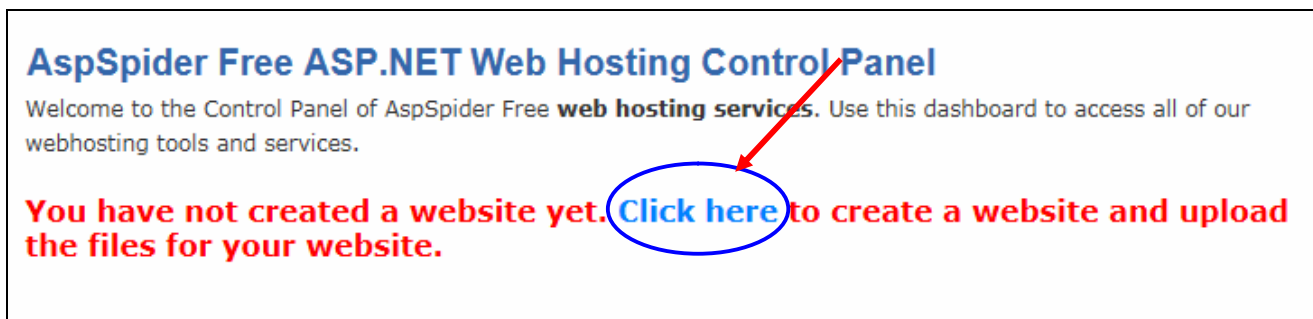 AspSpider Free ASP.NET Web Hosting Control Panel
Welcome to the Control Panel of AspSpider Free web hosting services. Use this dashboard to access all of our
webhosting tools and services.
You have not created a website yet. Click here to create a website and upload
the files for your website.